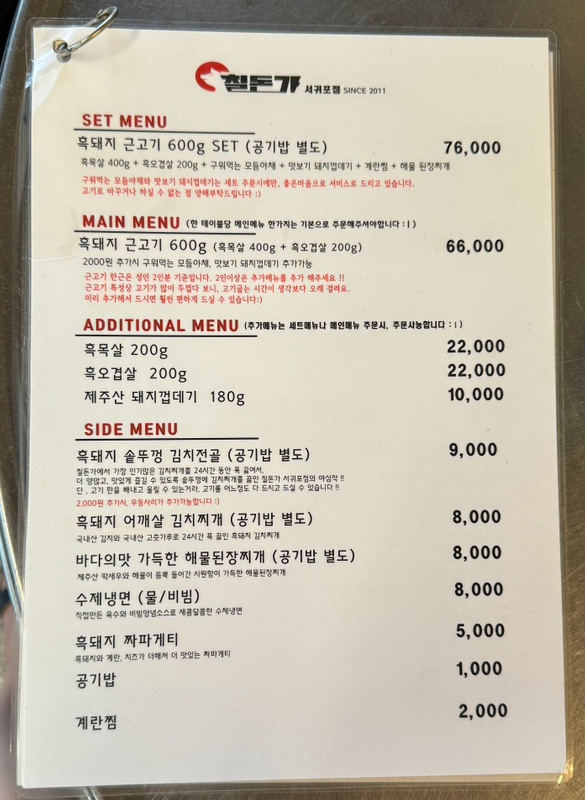 칠돈가 서귀포점 SINCE 2011
SET MENU
흑돼지 근고기 600g SET (공기밥 별도) 76,000
흑목살 400g + 흑오겹살 200g + 구워먹는 모듬야채 + 맛보기 돼지껍데기 + 계란찜 + 해물 된장찌개
구워먹는 모듬야채와 맛보기 돼지껍데기는 세트 주문시에만, 좋은마음으로 서비스로 드리고 있습니다.
고기로 바꾸거나 하실 수 없는 점 양해부탁드립니다 :)
MAIN MENU (한 테이블당 메인메뉴 한가지는 기본으로 주문해주셔야합니다 : l )
흑돼지 근고기 600g (흑목살 400g + 흑오겹살 200g) 66,000
2000원 추가시 구워먹는 모듬야채, 맛보기 돼지껍데기 추가가능
근고기 한근은 성인 2인분 기준입니다. 2인이상은 추가메뉴를 추가 해주세요 !!
근고기 특성상 고기가 많이 두껍다 보니, 고기굽는 시간이 생각보다 오래 걸려요.
미리 추가해서 드시면 훨씬 편하게 드실 수 있습니다:)
ADDITIONAL MENU (추가메뉴는 세트메뉴나 메인메뉴 주문시, 주문사능합니다 : l )
흑목살 200g 22,000
흑오겹살 200g 22,000
제주산 돼지껍데기 180g 10,000
SIDE MENU
흑돼지 솥뚜껑 김치전골 (공기밥 별도) 9,000
칠돈가에서 가장 인기많은 김치찌개를 24시간 동안 푹 끓여서,
더 양많고, 맛있게 즐길 수 있도록 솥뚜껑에 김치찌개를 끓인 칠돈가 서귀포점의 야심작 !!
단 , 고기 판을 빼내고 올릴 수 있는거라, 고기를 어느정도 다 드시고 드실 수 있습니다 !!
2,000원 추가시, 우동사리가 추가가능합니다 :)
흑돼지 어깨살 김치찌개 (공기밥 별도) 8,000
국내산 김치와 국내산 고춧가루로 24시간 푹 끓인 흑돼지 김치찌개
바다의맛 가득한 해물된장찌개 (공기밥 별도) 8,000
제주산 딱새우와 해물이 듬뿍 들어간 시원함이 가득한 해물된장찌개
수제냉면 (물/비빔) 8,000
직접만든 육수와 비빔양념소스로 새콤달콤한 수제냉면
흑돼지 짜파게티 5,000
흑돼지와 계란, 치즈가 더해져 더 맛있는 짜파게티
공기밥 1,000
계란찜 2,000